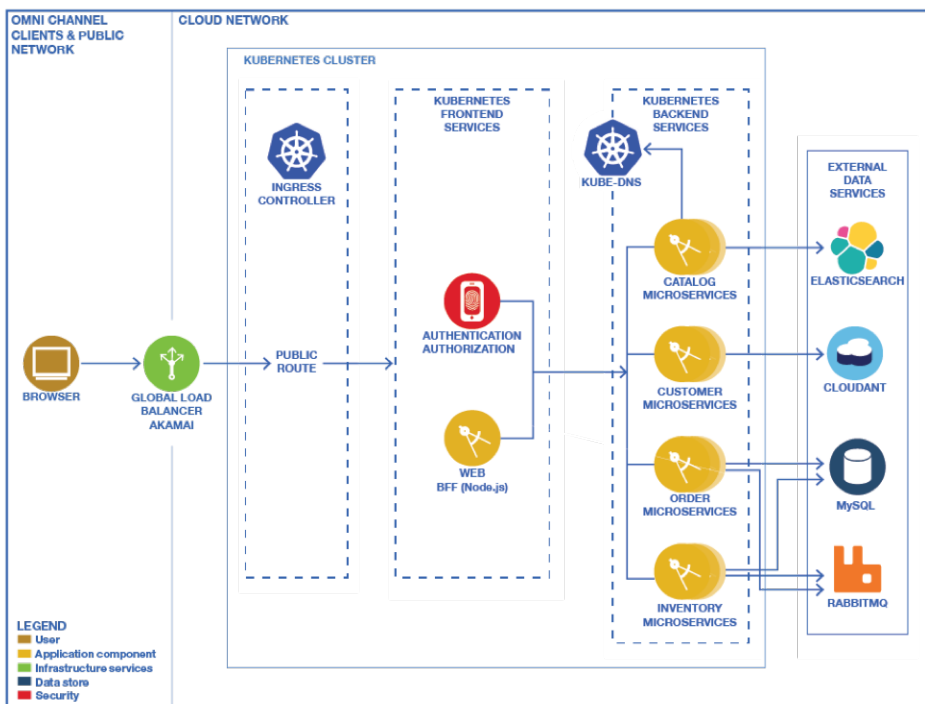 OMNI CHANNEL
CLIENTS & PUBLIC
NETWORK
CLOUD NETWORK
KUBERNETES CLUSTER
INGRESS
CONTROLLER
KUBERNETES
FRONTEND
SERVICES
KUBERNETES
BACKEND
SERVICES
KUBE-DNS
EXTERNAL
DATA
SERVICES
CATALOG
MICROSERVICES
ELASTICSEARCH
AUTHENTICATION
AUTHORIZATION
PUBLIC
ROUTE
BROWSER
GLOBAL LOAD
BALANCER
AKAMAI
CUSTOMER
MICROSERVICES
CLOUDANT
WEB
BFF (Node.js)
ORDER
MICROSERVICES
MySQL
INVENTORY
MICROSERVICES
RABBITMQ
LEGEND
User
Application component
Infrastructure services
Data store
Security